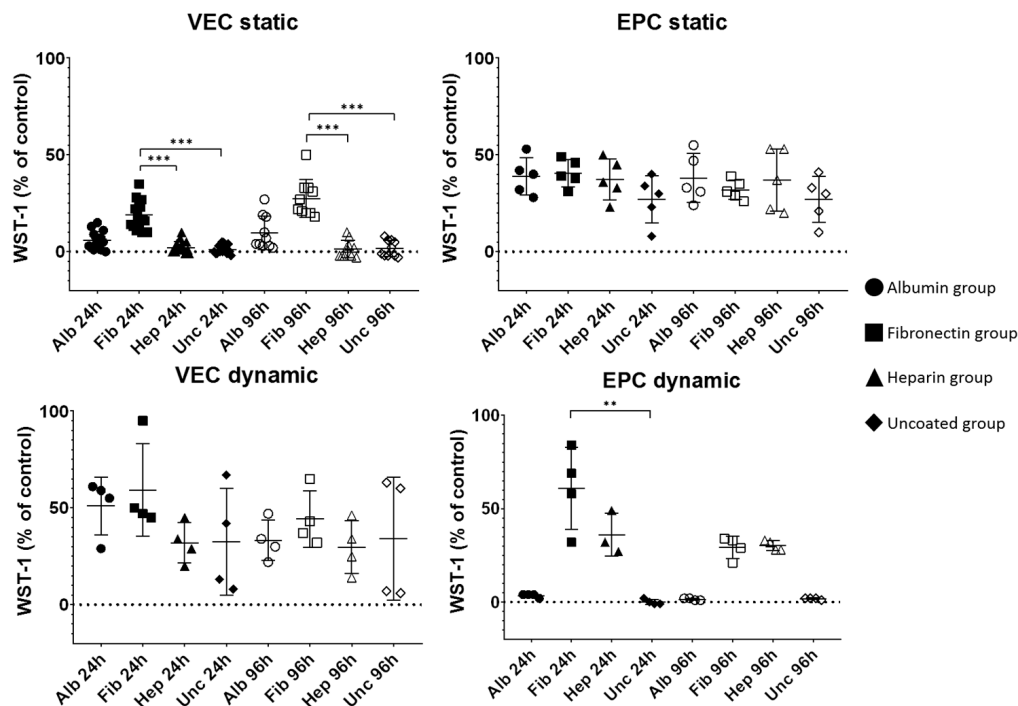 VEC static
WST-1 (% of control)
100
50
0
***
***
***
***
Alb 24h
Fib 24h
Hep 24h
Unc 24h
Alb 96h
Fib 96h
Hep 96h
Unc 96h
EPC static
WST-1 (% of control)
100
50
0
Alb 24h
Fib 24h
Hep 24h
Unc 24h
Alb 96h
Fib 96h
Hep 96h
Unc 96h
VEC dynamic
WST-1 (% of control)
100
50
0
Alb 24h
Fib 24h
Hep 24h
Unc 24h
Alb 96h
Fib 96h
Hep 96h
Unc 96h
EPC dynamic
WST-1 (% of control)
100
50
0
**
Alb 24h
Fib 24h
Hep 24h
Unc 24h
Alb 96h
Fib 96h
Hep 96h
Unc 96h
Albumin group
Fibronectin group
Heparin group
Uncoated group